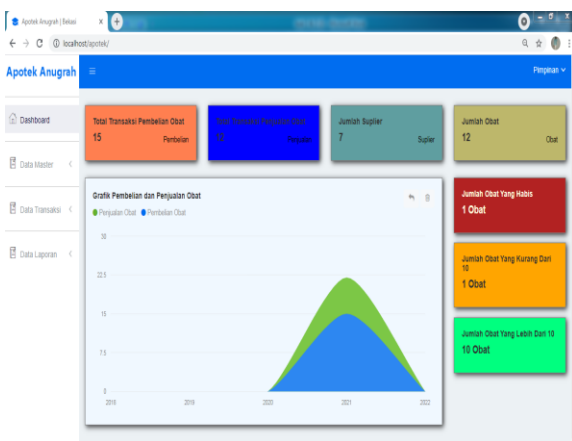 Apotek Anugrah | Bekasi
localhost/apotek/
Apotek Anugrah
Pimpinan
Dashboard
Data Master
Data Transaksi
Data Laporan
Total Transaksi Pembelian Obat
15 Pembelian
Total Transaksi Penjualan Obat
12 Penjualan
Jumlah Suplier
7 Suplier
Jumlah Obat
12 Obat
Grafik Pembelian dan Penjualan Obat
Penjualan Obat Pembelian Obat
30
22.5
15
7.5
0
2018 2019 2020 2021 2022
Jumlah Obat Yang Habis
1 Obat
Jumlah Obat Yang Kurang Dari
10
1 Obat
Jumlah Obat Yang Lebih Dari 10
10 Obat